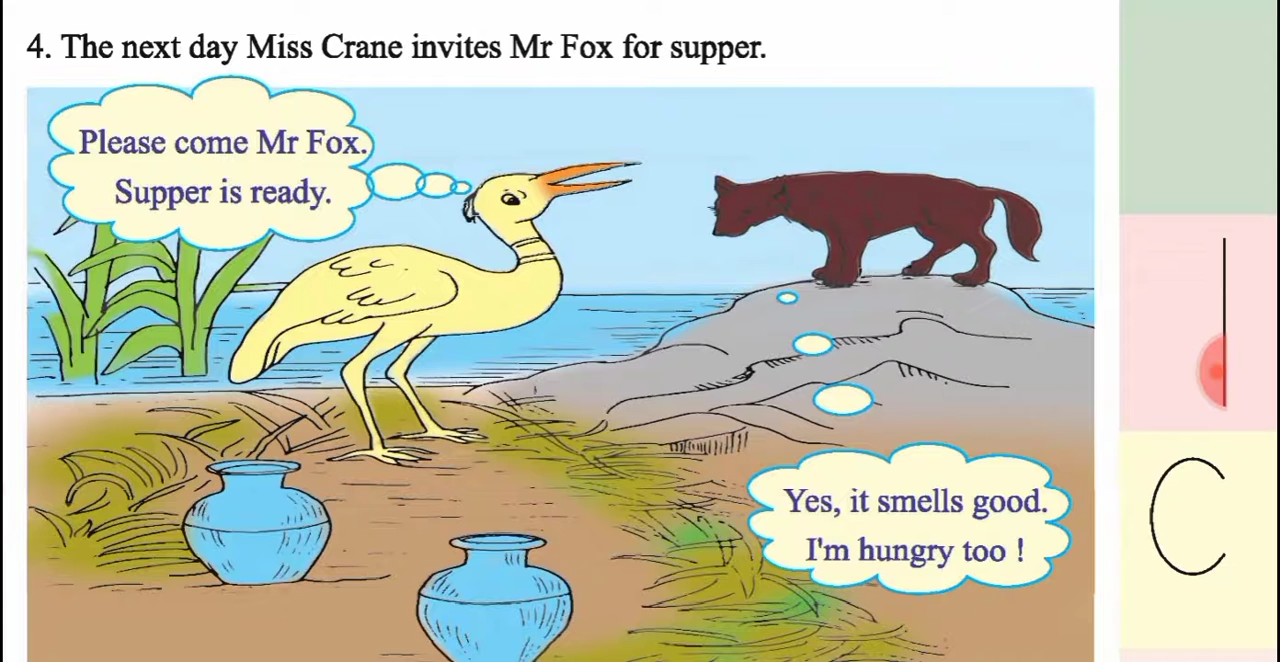 4. The next day Miss Crane invites Mr Fox for supper.
Please come Mr Fox.
Supper is ready.
Yes, it smells good.
I'm hungry too !